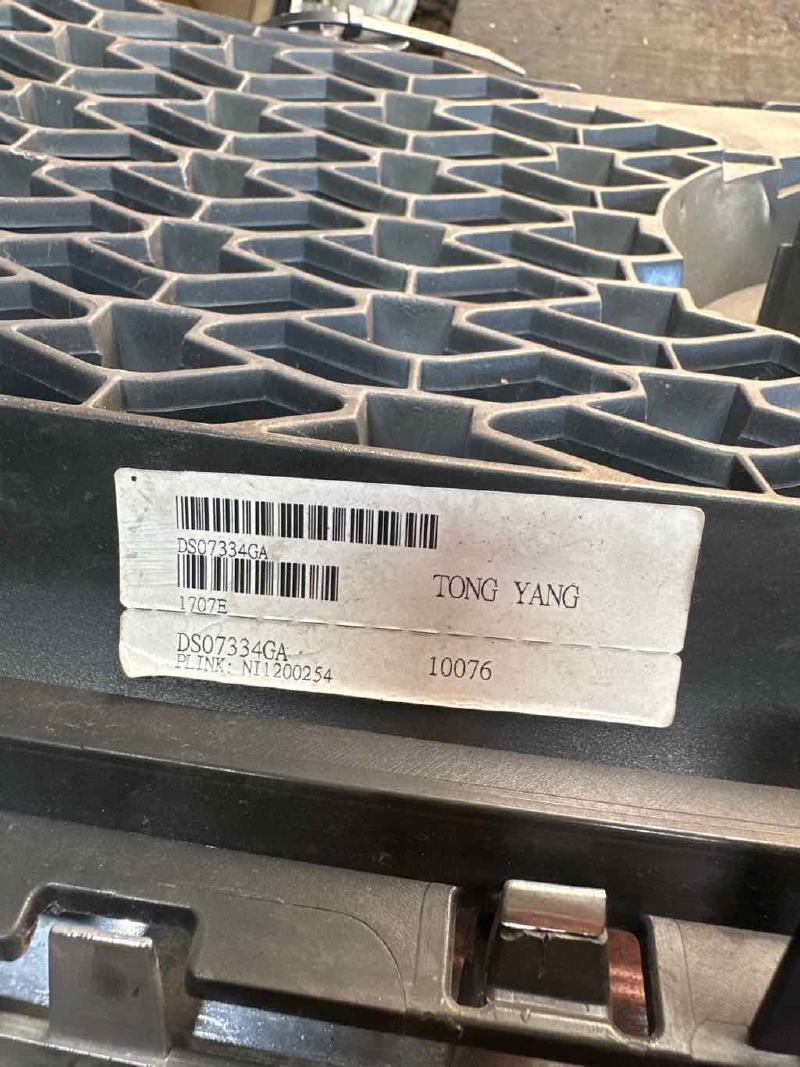 DS07334GA
1707E
TONG YANG
DS07334GA
PLINK: NI1200254
10076